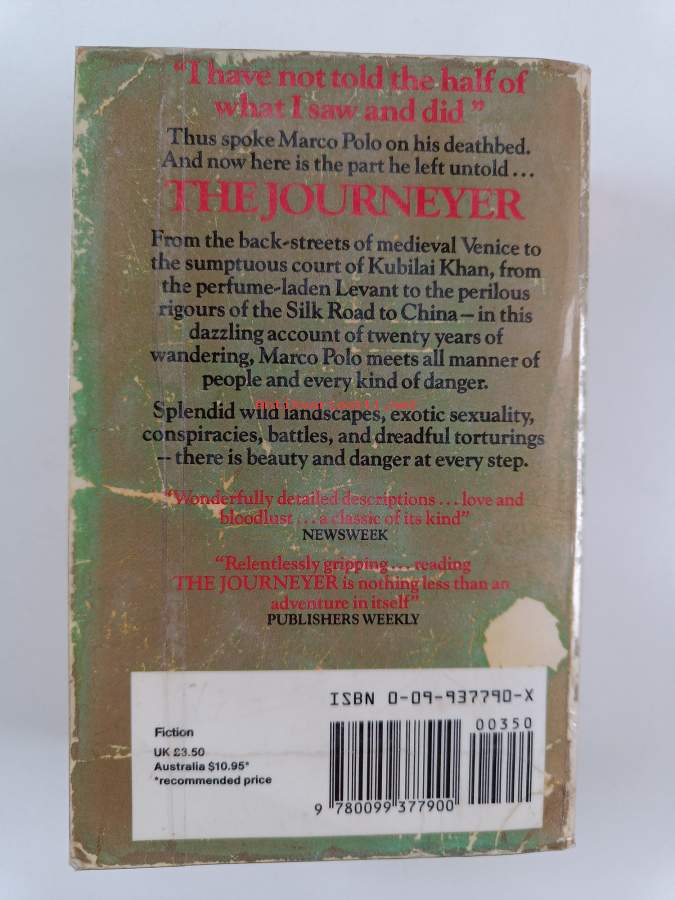 "I have not told the half of
what I saw and did"
Thus spoke Marco Polo on his deathbed.
And now here is the part he left untold...
THE JOURNEYER
From the back-streets of medieval Venice to
the sumptuous court of Kubilai Khan, from
the perfume-laden Levant to the perilous
rigours of the Silk Road to China – in this
dazzling account of twenty years of
wandering, Marco Polo meets all manner of
people and every kind of danger.
antikvariaatti.net
Splendid wild landscapes, exotic sexuality,
conspiracies, battles, and dreadful torturings
– there is beauty and danger at every step.
"Wonderfully detailed descriptions... love and
bloodlust... a classic of its kind"
NEWSWEEK
"Relentlessly gripping... reading
THE JOURNEYER is nothing less than an
adventure in itself"
PUBLISHERS WEEKLY
ISBN 0-09-937790-X
00350
Fiction
UK £3.50
Australia $10.95*
*recommended price
9 780099 377900